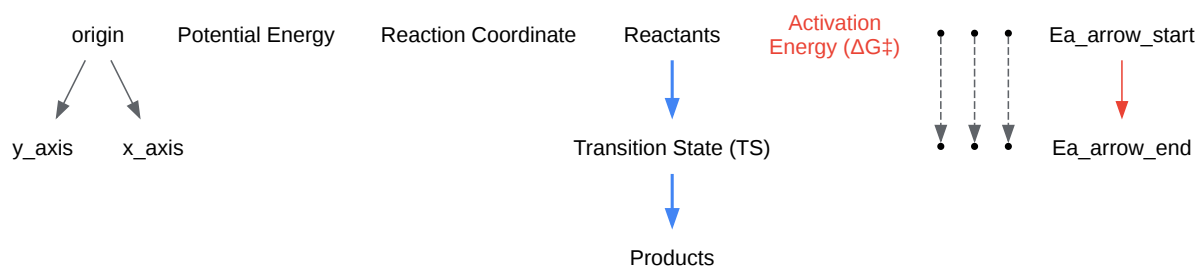 origin
Potential Energy
Reaction Coordinate
Reactants
Activation
Energy (ΔG‡)
Ea_arrow_start
y_axis
x_axis
Transition State (TS)
Ea_arrow_end
Products